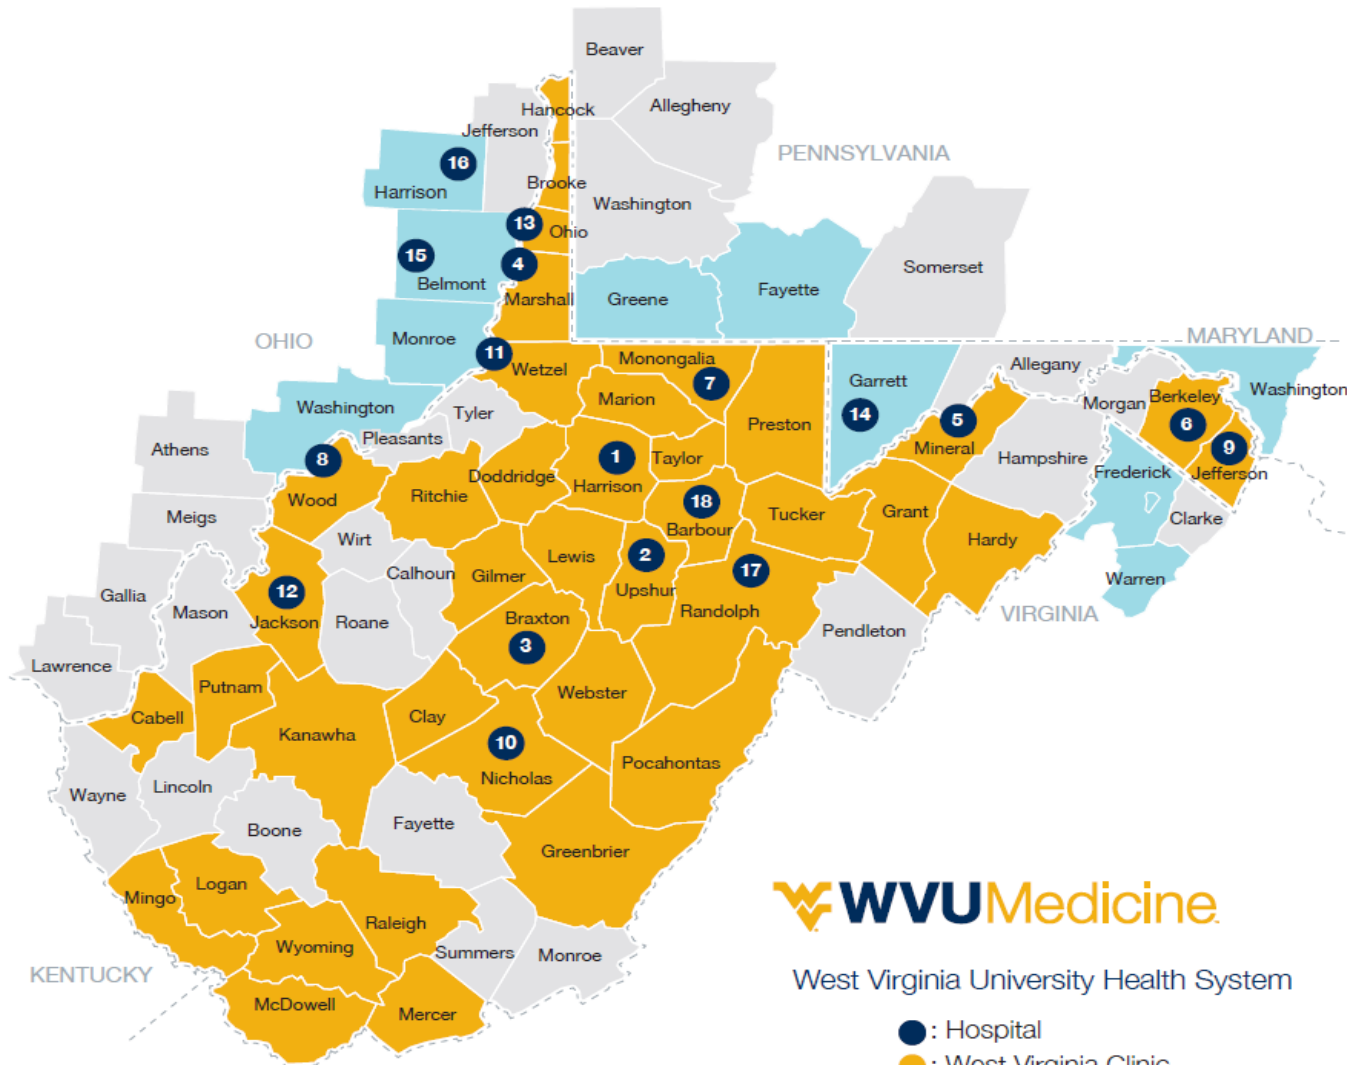 Beaver
Allegheny
Hancock
Jefferson
PENNSYLVANIA
16
Harrison
Brooke
Washington
13
Ohio
15
4
Belmont
Somerset
Marshall
Greene
Fayette
OHIO
Monroe
MARYLAND
11
Wetzel
Monongalia
7
Allegany
Garrett
14
Washington
Marion
Morgan
Berkeley
6
Washington
Tyler
Preston
5
Mineral
Pleasants
Athens
8
Wood
1
Harrison
Taylor
Hampshire
9
Jefferson
Doddridge
Ritchie
Frederick
18
Barbour
Tucker
Grant
Clarke
Meigs
Wirt
Hardy
Lewis
2
Upshur
17
Randolph
Calhoun
Gilmer
Warren
Gallia
12
Jackson
Mason
Roane
Braxton
3
VIRGINIA
Pendleton
Lawrence
Putnam
Webster
Cabell
Clay
Kanawha
10
Nicholas
Pocahontas
Wayne
Lincoln
Boone
Fayette
Greenbrier
Mingo
Logan
Raleigh
WVUMedicine
Wyoming
Summers
Monroe
KENTUCKY
West Virginia University Health System
McDowell
Mercer
: Hospital
: West Virginia Clinic